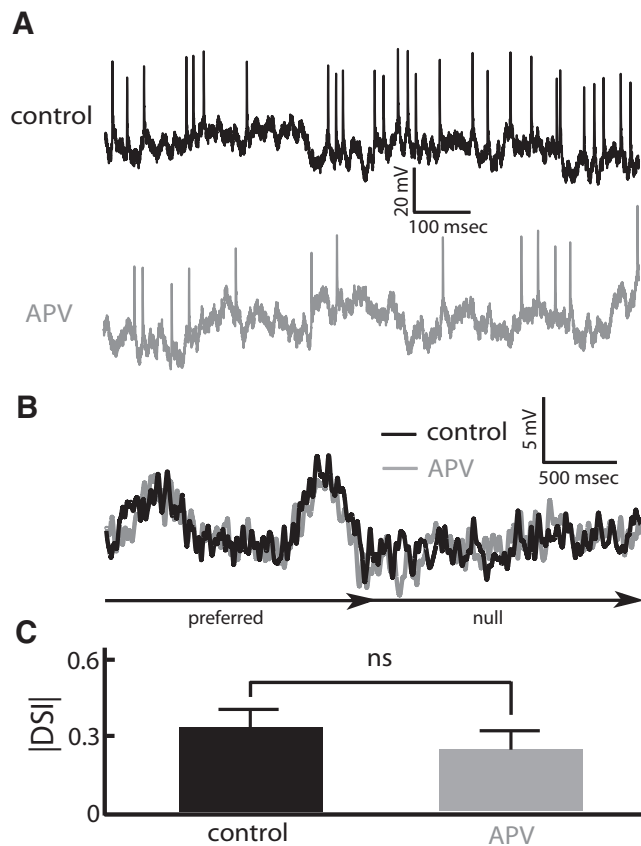 A
control
20 mV
100 msec
APV
B
control
APV
5 mV
500 msec
preferred
null
C
0.6
ns
|DSI|
0.3
0
control
APV